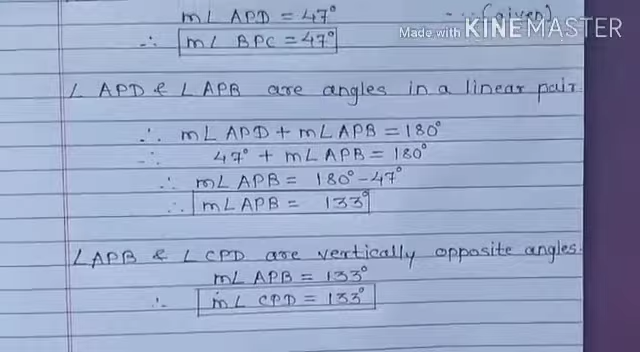 m∠ APD = 47° ... (given)
Made with KINEMASTER
∴ m∠ BPC = 47°
∠ APD & ∠ APB are angles in a linear pair.
∴ m∠ APD + m∠ APB = 180°
∴ 47° + m∠ APB = 180°
∴ m∠ APB = 180° - 47°
∴ m∠ APB = 133°
∠ APB & ∠ CPD are vertically opposite angles.
m∠ APB = 133°
∴ m∠ CPD = 133°